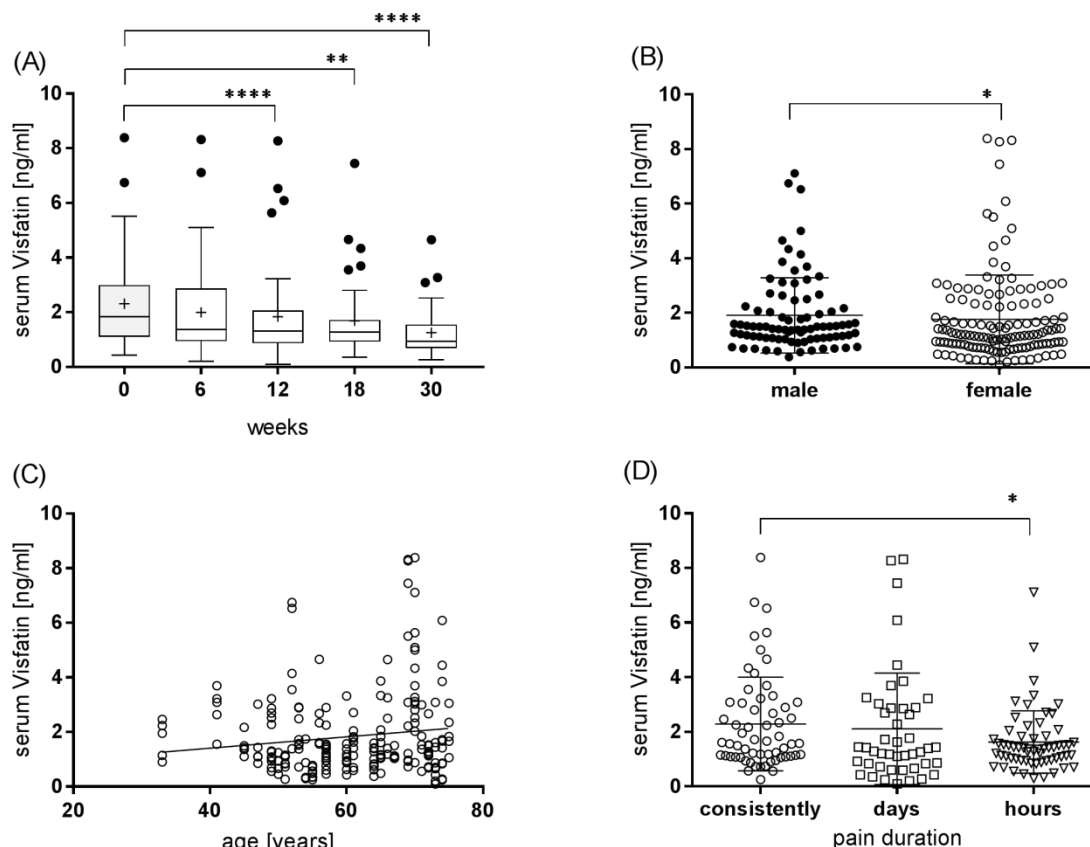 (A)
****
**
****
serum Visfatin [ng/ml]
10
8
6
4
2
0
0 6 12 18 30
weeks
(B)
*
serum Visfatin [ng/ml]
10
8
6
4
2
0
male female
(C)
serum Visfatin [ng/ml]
10
8
6
4
2
0
20 40 60 80
age [years]
(D)
*
serum Visfatin [ng/ml]
10
8
6
4
2
0
consistently days hours
pain duration